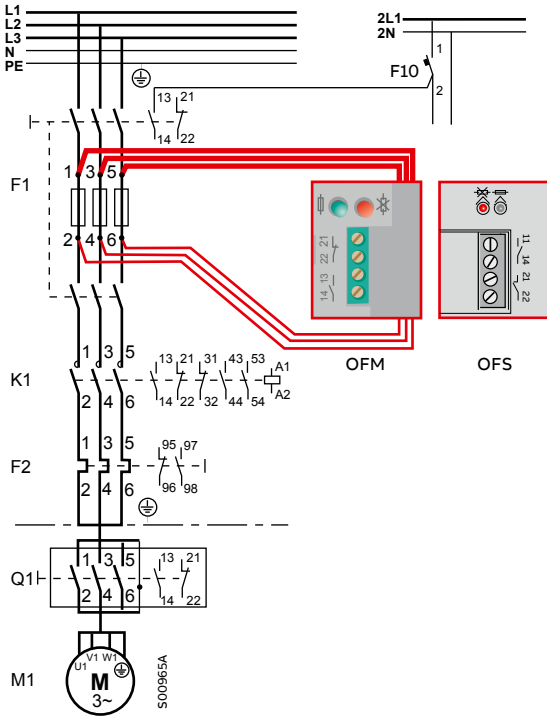 L1
L2
L3
N
PE
2L1
2N
F10
1
2
13 21
14 22
F1
1 3 5
2 4 6
21
22
13
14
11
14
21
22
OFM
OFS
K1
1 3 5
2 4 6
13 21 31 43 53
14 22 32 44 54
A1
A2
F2
1 3 5
2 4 6
95 97
96 98
Q1
1 3 5
2 4 6
13 21
14 22
M1
U1 V1 W1
M
3~
S00965A